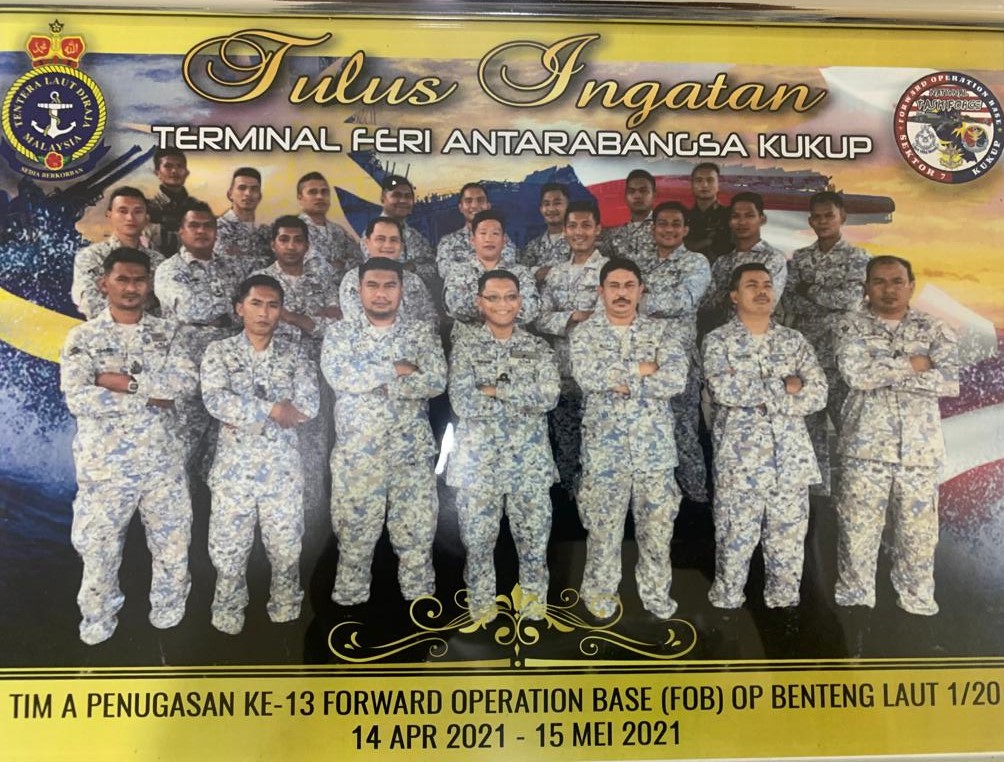 Tulus Ingatan
TERMINAL FERI ANTARABANGSA KUKUP
TENTERA LAUT DIRAJA
MALAYSIA
SEDIA BERKORBAN
FORWARD OPERATION BASE
NATIONAL
TASK FORCE
SEKTOR 7
KUKUP
TIM A PENUGASAN KE-13 FORWARD OPERATION BASE (FOB) OP BENTENG LAUT 1/20
14 APR 2021 - 15 MEI 2021